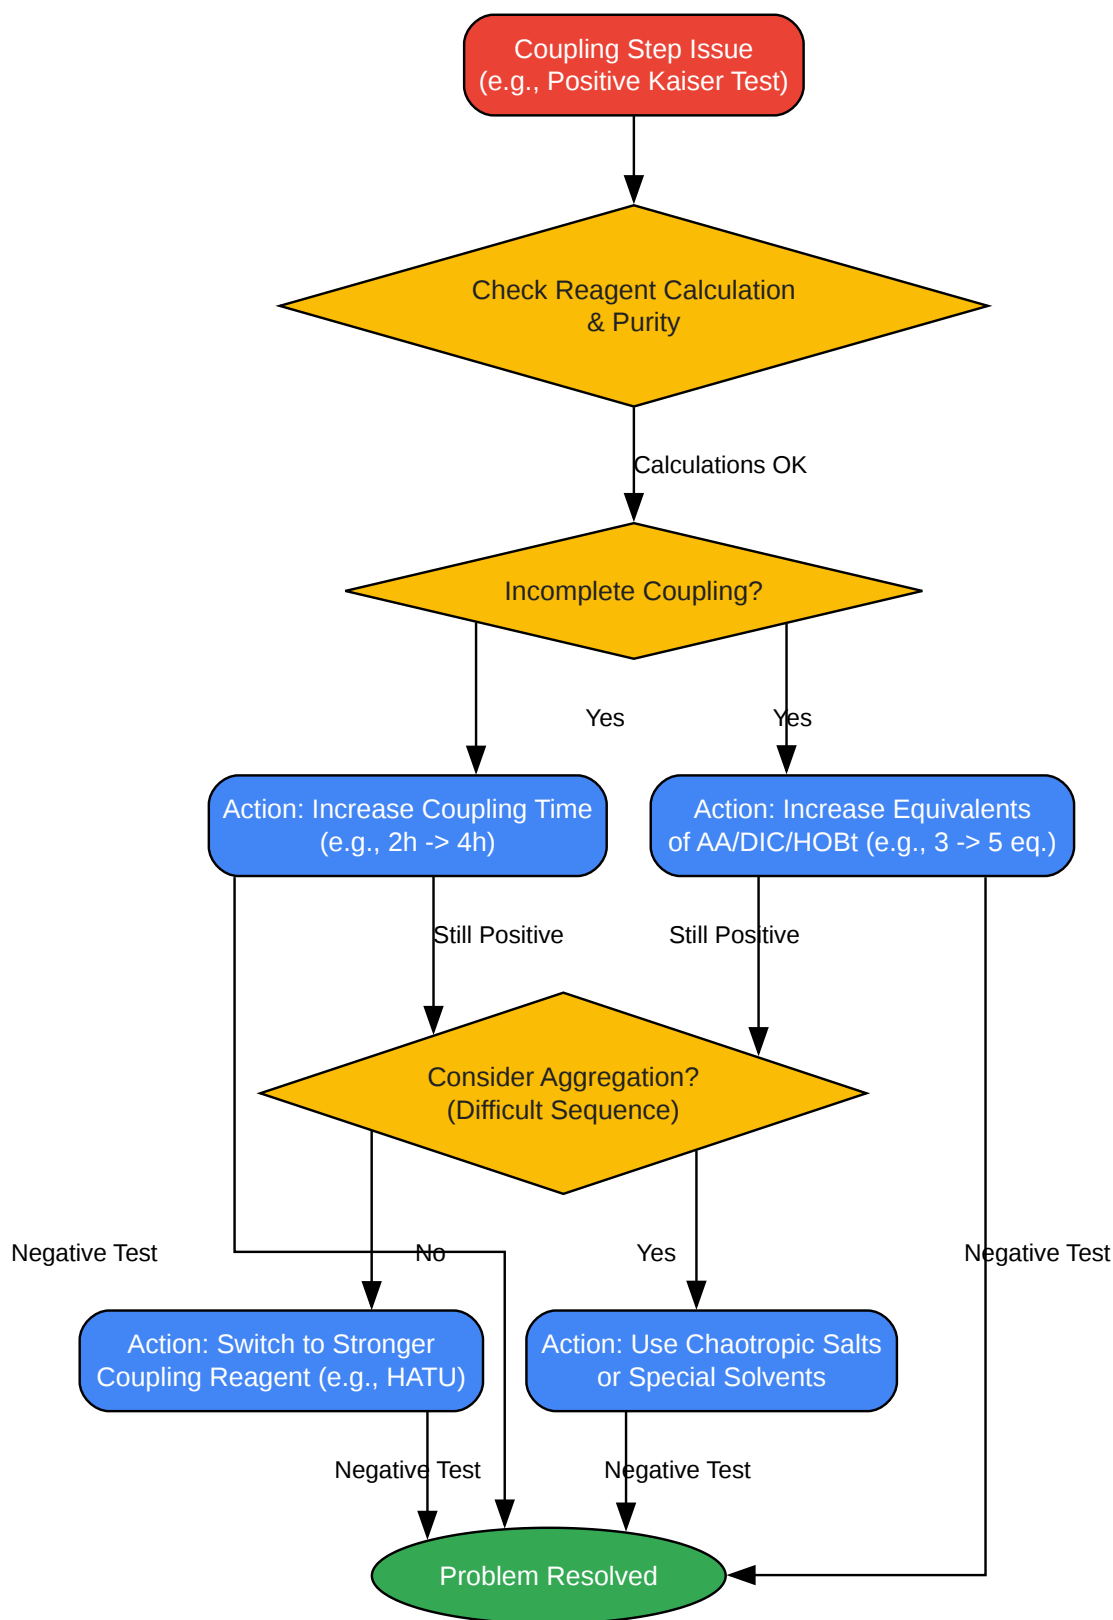 Coupling Step Issue
(e.g., Positive Kaiser Test)
Check Reagent Calculation
& Purity
Calculations OK
Incomplete Coupling?
Yes
Yes
Action: Increase Coupling Time
(e.g., 2h -> 4h)
Action: Increase Equivalents
of AA/DIC/HOBt (e.g., 3 -> 5 eq.)
Still Positive
Still Positive
Consider Aggregation?
(Difficult Sequence)
Negative Test
No
Yes
Negative Test
Action: Switch to Stronger
Coupling Reagent (e.g., HATU)
Action: Use Chaotropic Salts
or Special Solvents
Negative Test
Negative Test
Problem Resolved